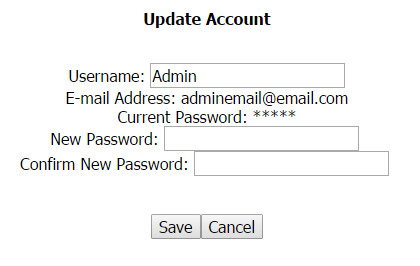 Update Account
Username: Admin
E-mail Address: adminemail@email.com
Current Password: *****
New Password:
Confirm New Password:
Save Cancel